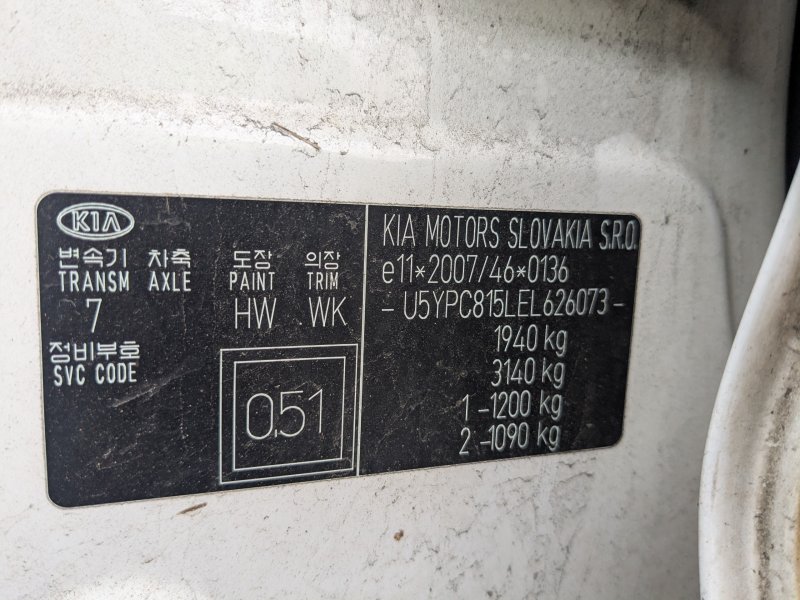 KIA
변속기 차축 도장 의장
TRANSM AXLE PAINT TRIM
7 HW WK
정비부호
SVC CODE
0,51
KIA MOTORS SLOVAKIA S.R.O.
e11*2007/46*0136
- U5YPC815LEL626073 -
1940 kg
3140 kg
1 -1200 kg
2 -1090 kg